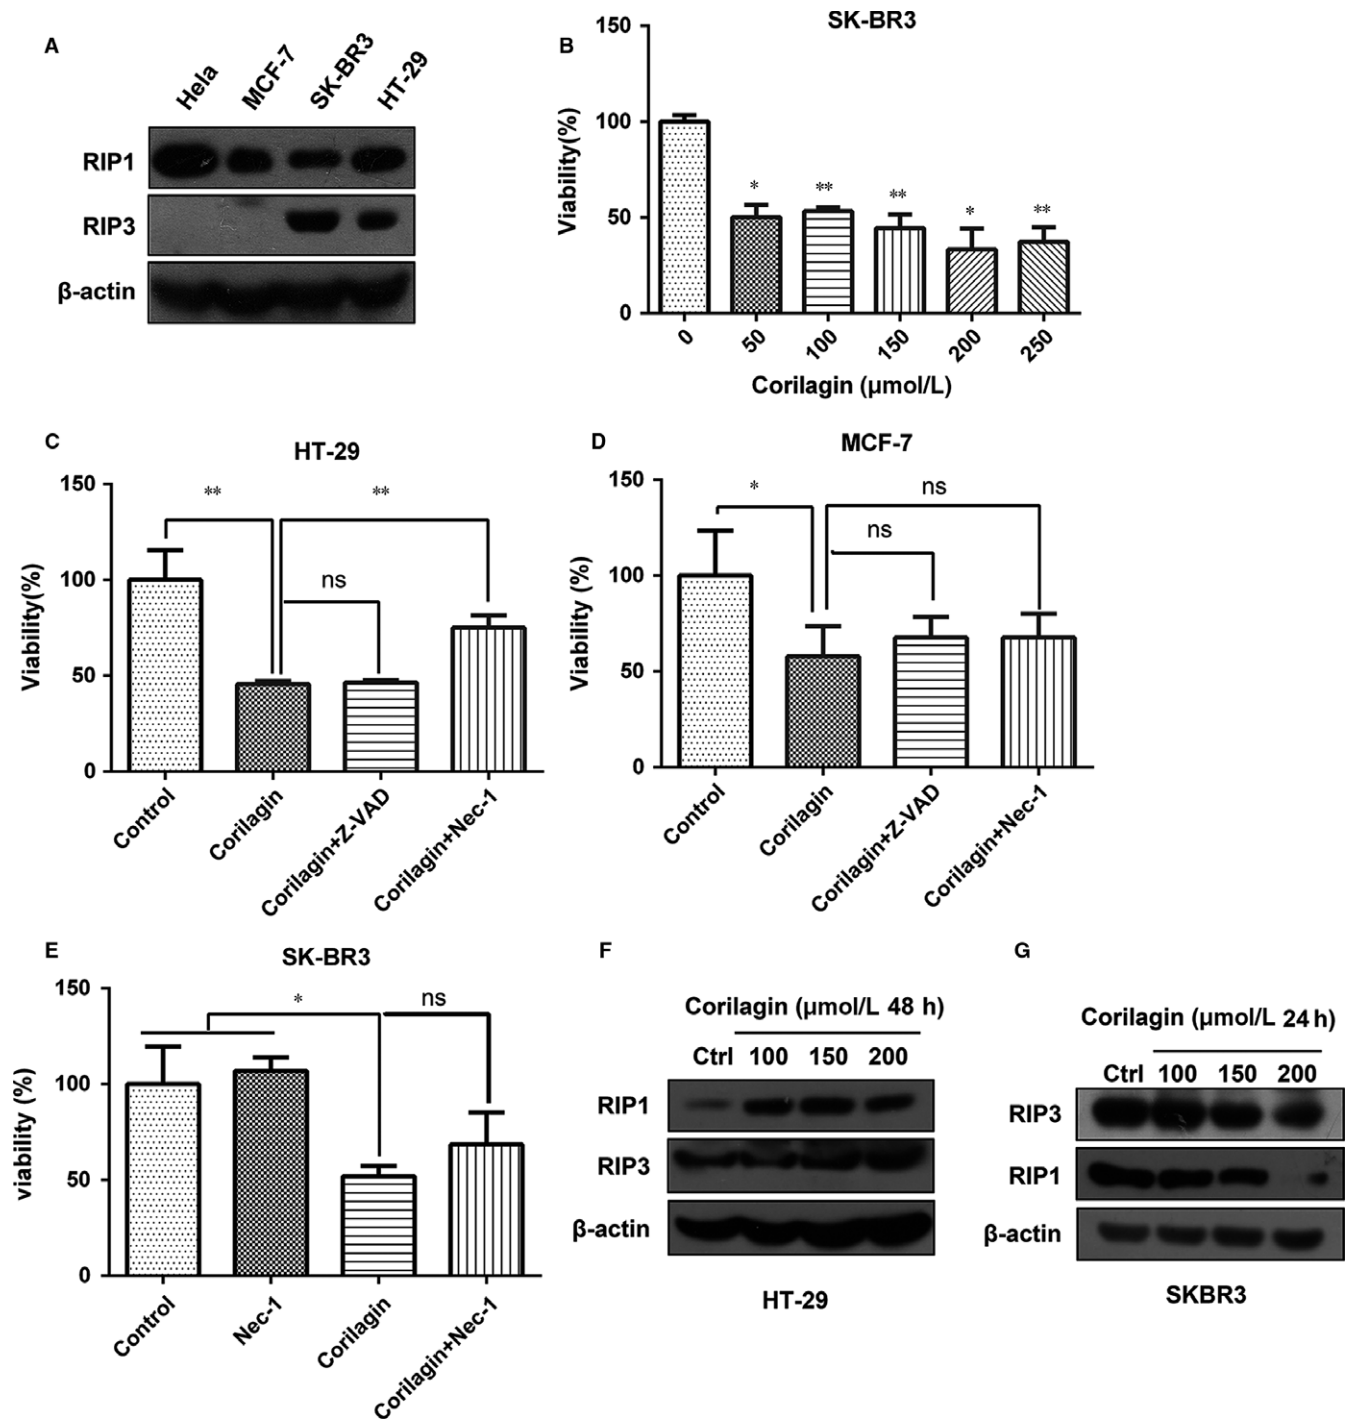 A
Hela
MCF-7
SK-BR3
HT-29
RIP1
RIP3
β-actin
B
SK-BR3
Viability(%)
150
100
50
0
*
**
**
*
**
0
50
100
150
200
250
Corilagin (μmol/L)
C
HT-29
Viability(%)
150
100
50
0
**
**
ns
Control
Corilagin
Corilagin+Z-VAD
Corilagin+Nec-1
D
MCF-7
Viability (%)
150
100
50
0
*
ns
ns
Control
Corilagin
Corilagin+Z-VAD
Corilagin+Nec-1
E
SK-BR3
viability (%)
150
100
50
0
*
ns
Control
Nec-1
Corilagin
Corilagin+Nec-1
F
Corilagin (μmol/L 48 h)
Ctrl 100 150 200
RIP1
RIP3
β-actin
HT-29
G
Corilagin (μmol/L 24 h)
Ctrl 100 150 200
RIP3
RIP1
β-actin
SKBR3